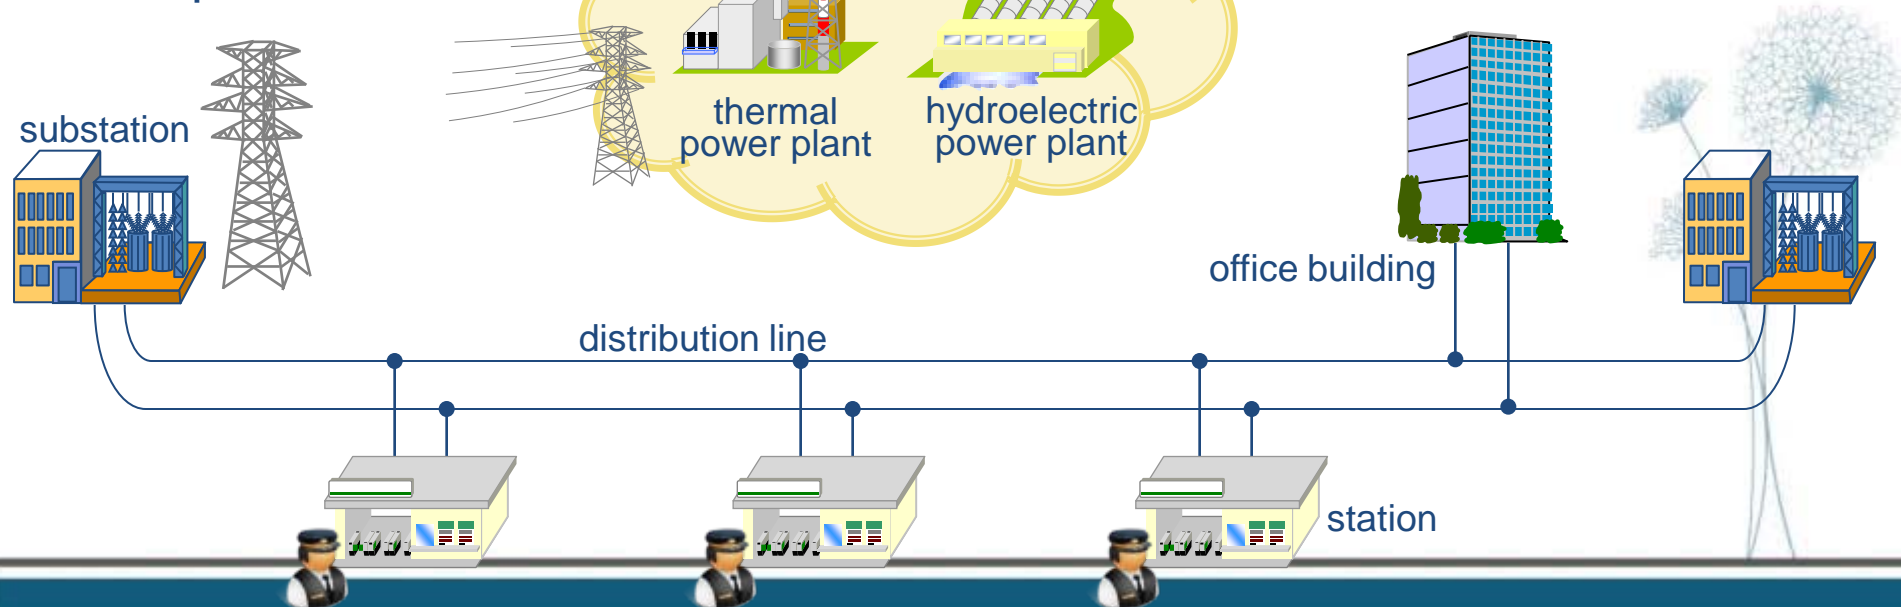 thermal
power plant
hydroelectric
power plant
substation
office building
distribution line
station